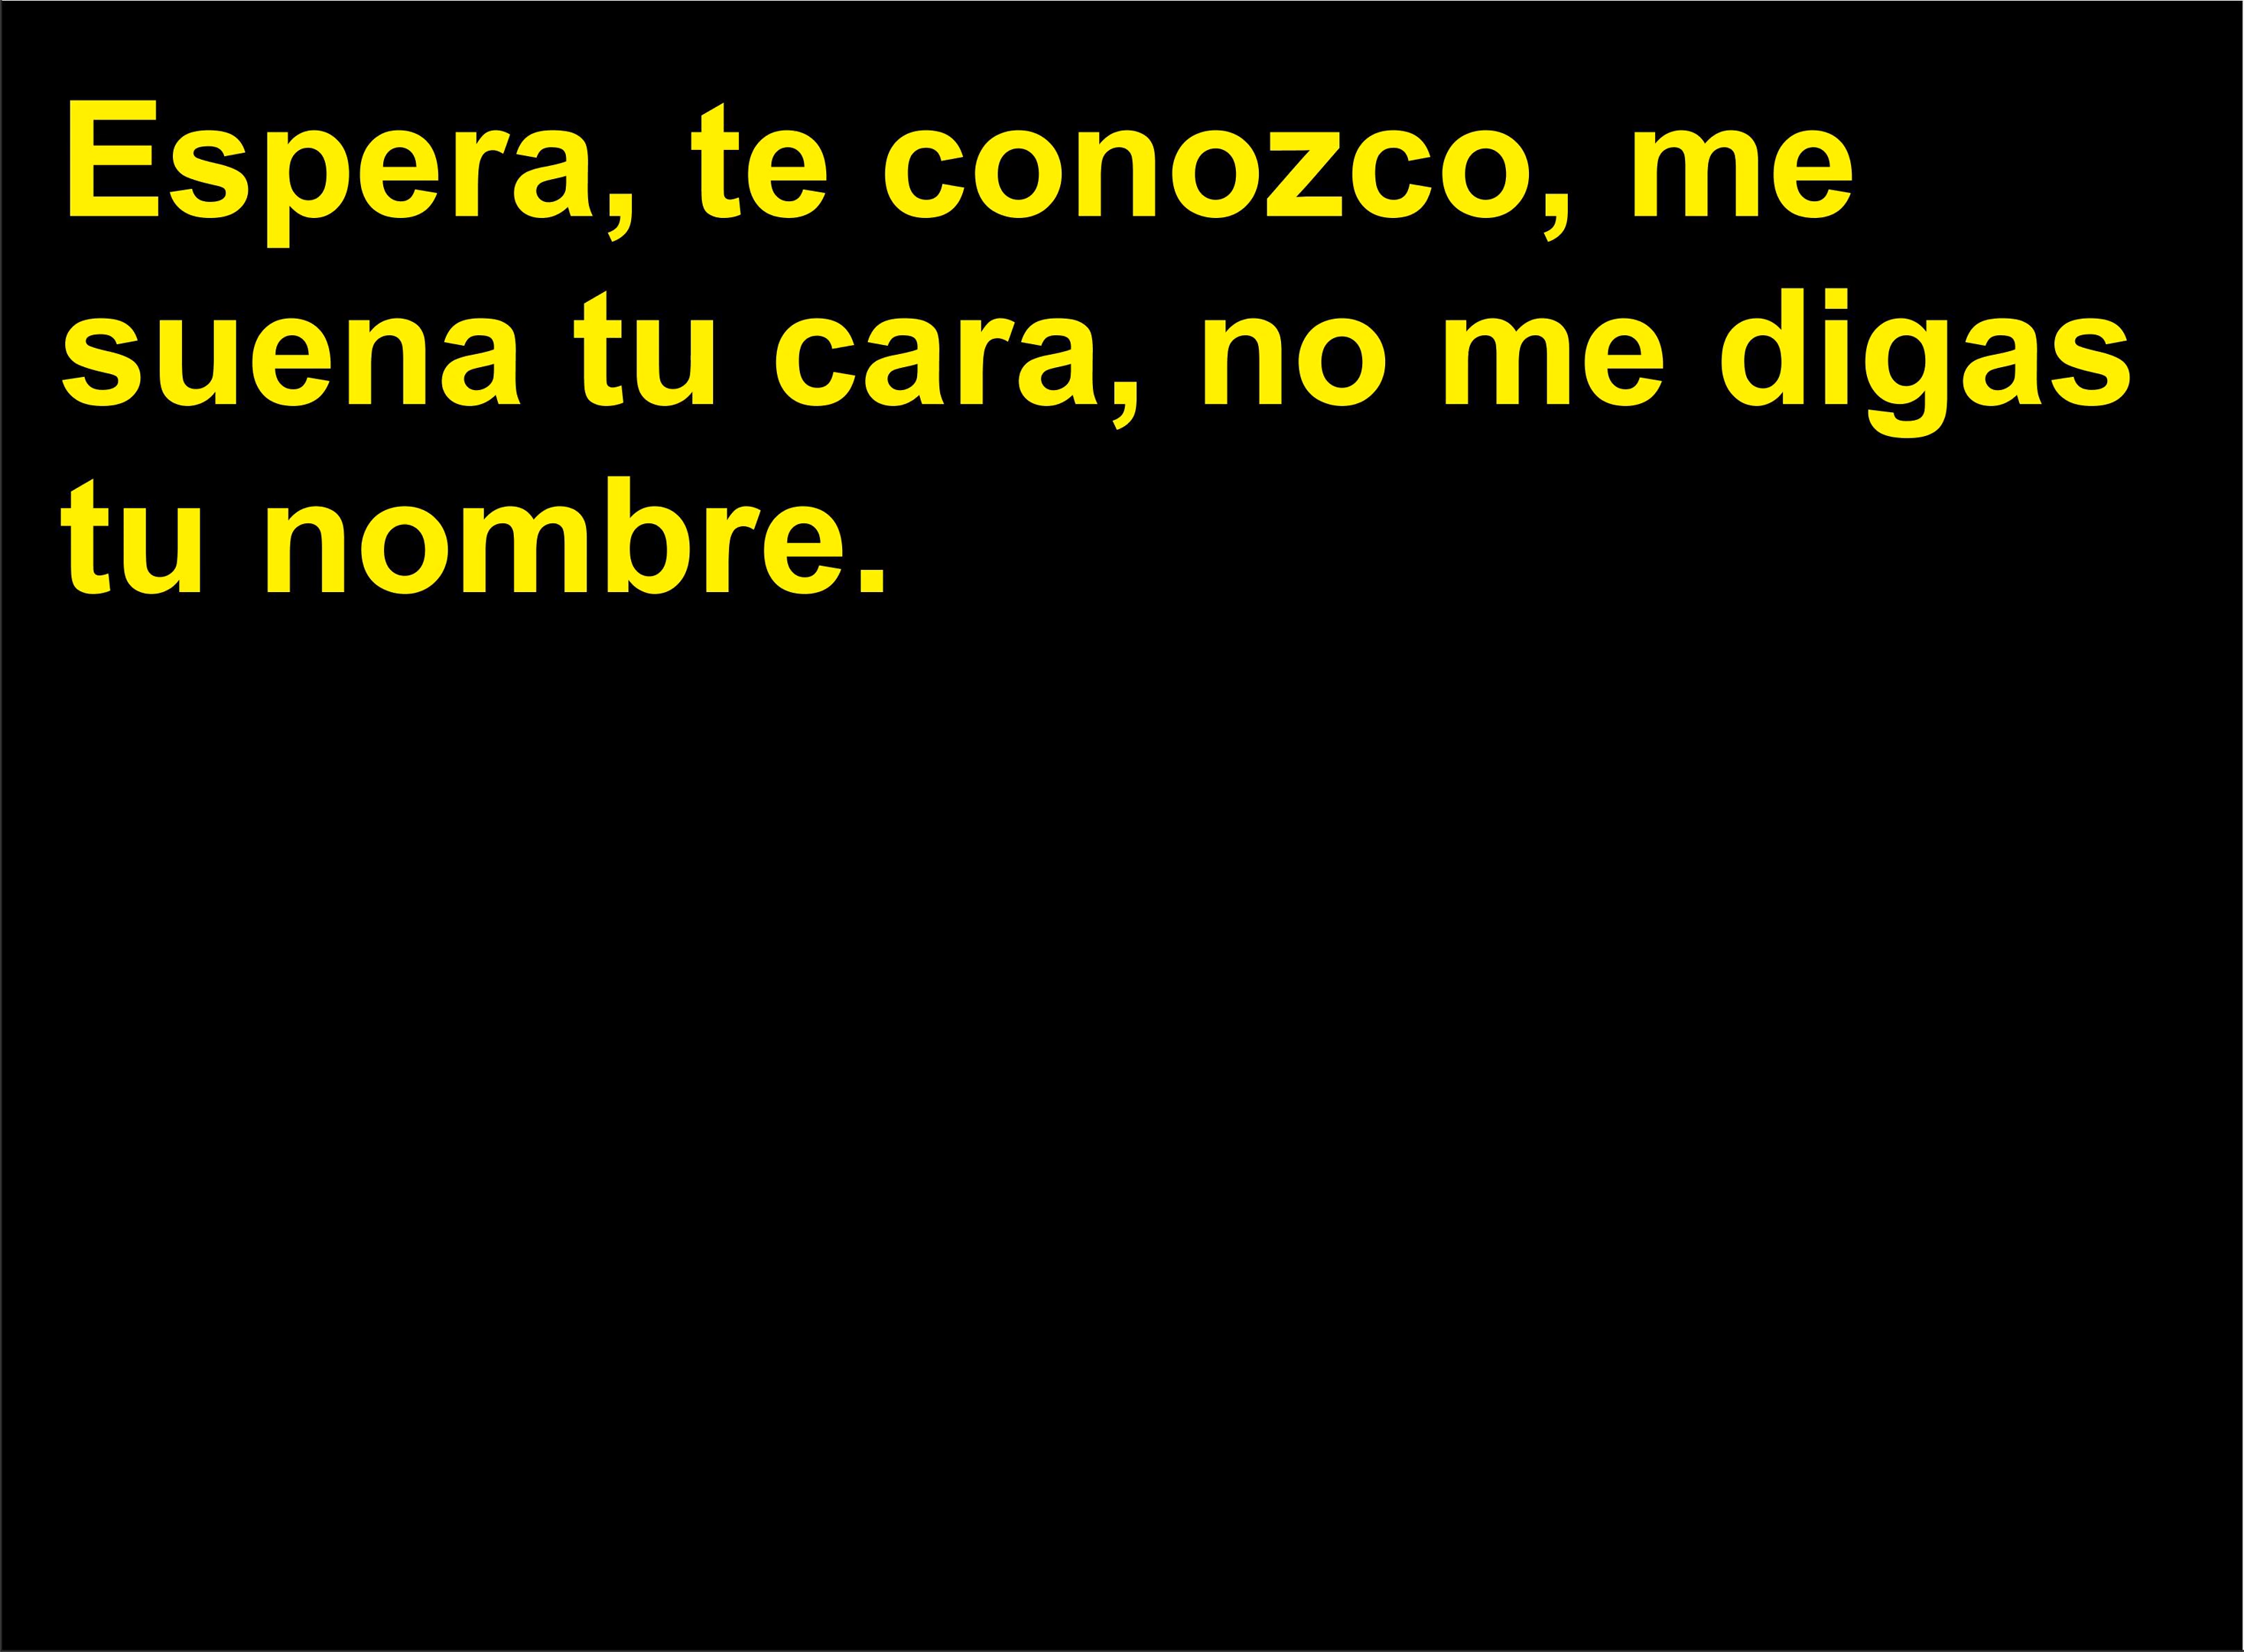 Espera, te conozco, me
suena tu cara, no me digas
tu nombre.